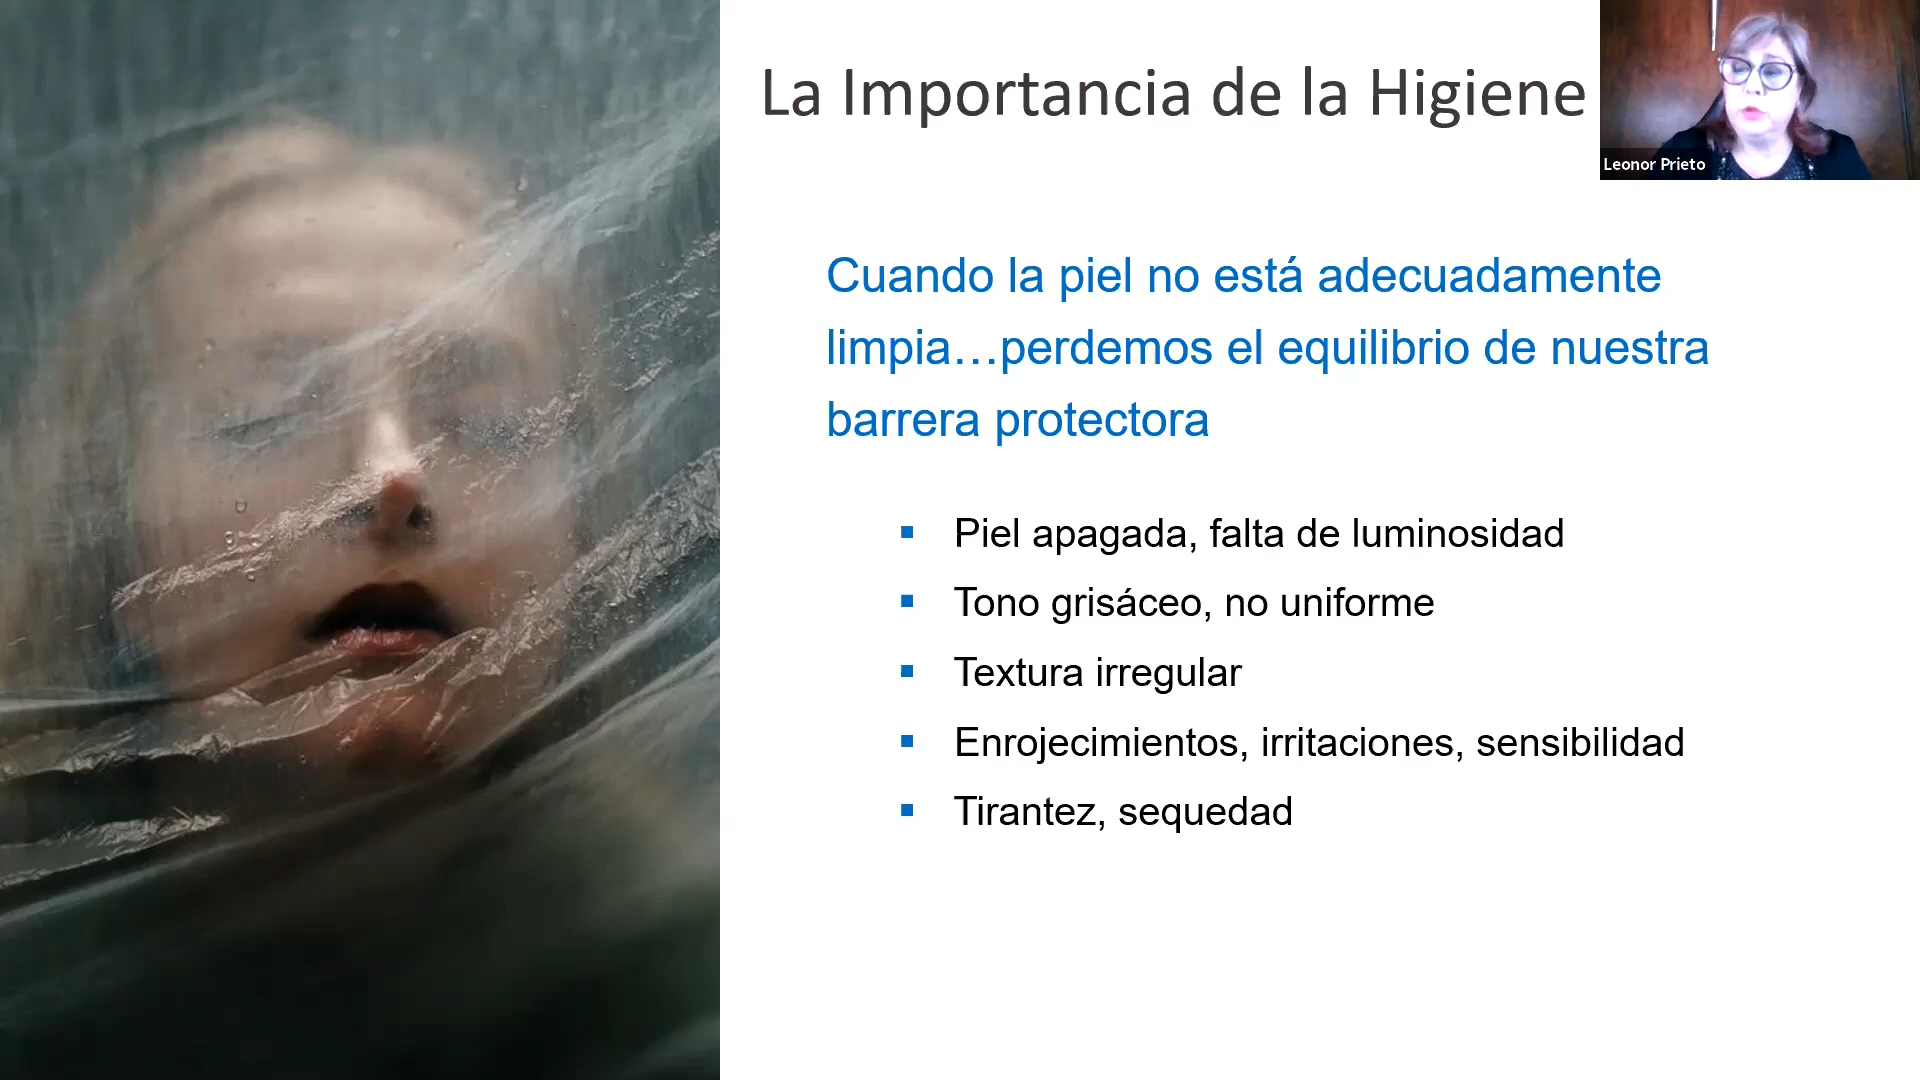 La Importancia de la Higiene
Leonor Prieto
Cuando la piel no está adecuadamente
limpia…perdemos el equilibrio de nuestra
barrera protectora
▪ Piel apagada, falta de luminosidad
▪ Tono grisáceo, no uniforme
▪ Textura irregular
▪ Enrojecimientos, irritaciones, sensibilidad
▪ Tirantez, sequedad